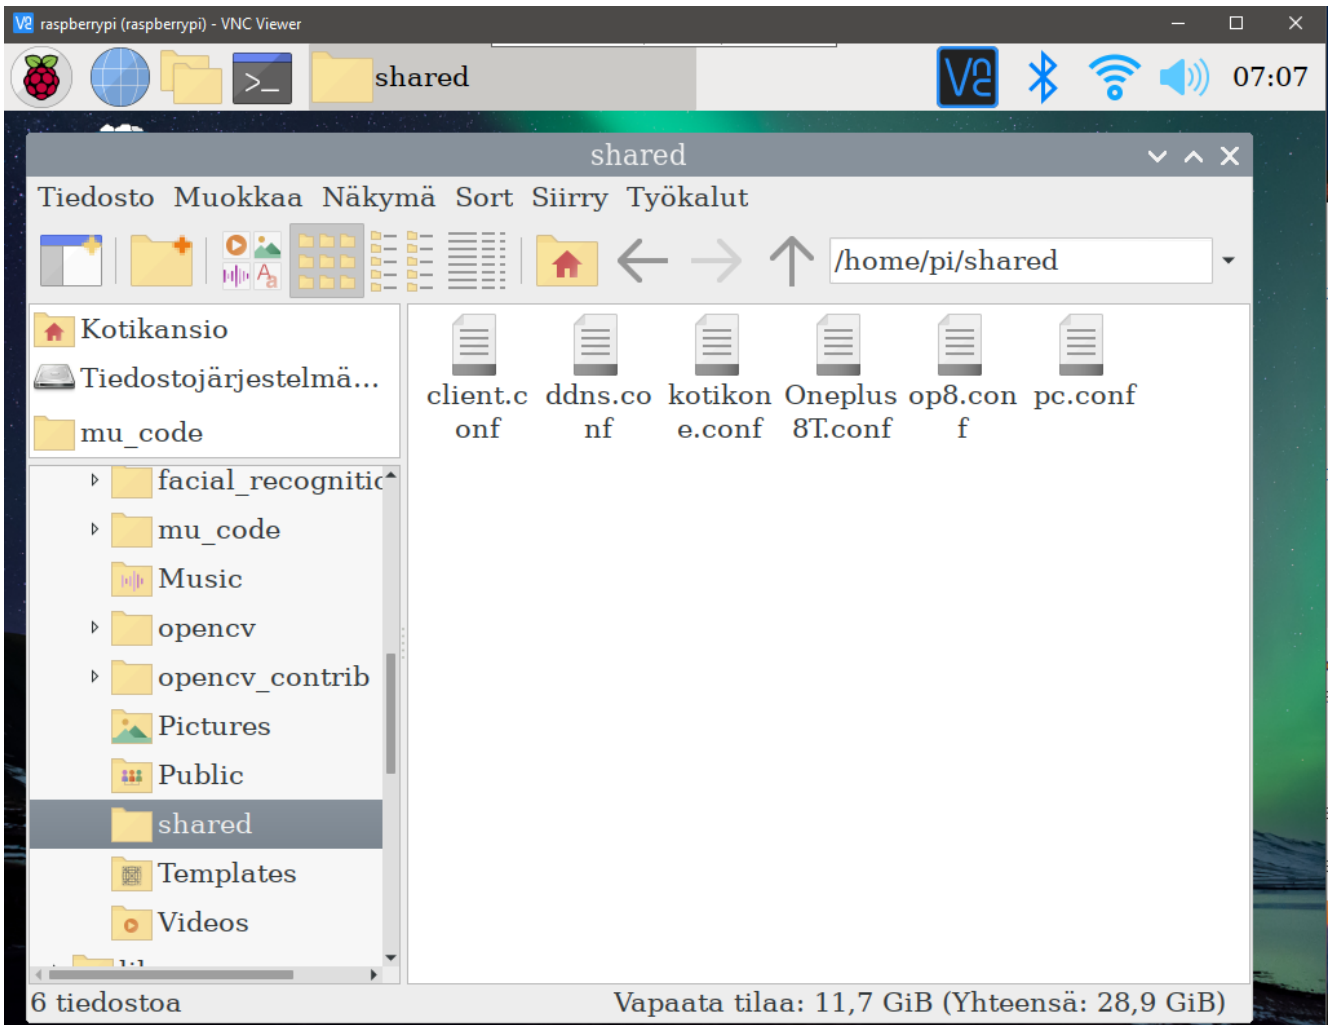 raspberrypi (raspberrypi) - VNC Viewer
shared
07:07
shared
Tiedosto Muokkaa Näkymä Sort Siirry Työkalut
/home/pi/shared
Kotikansio
Tiedostojärjestelmä...
mu_code
facial_recognitio
mu_code
Music
opencv
opencv_contrib
Pictures
Public
shared
Templates
Videos
client.c
onf
ddns.co
nf
kotikon
e.conf
Oneplus
8T.conf
op8.con
f
pc.conf
6 tiedostoa
Vapaata tilaa: 11,7 GiB (Yhteensä: 28,9 GiB)